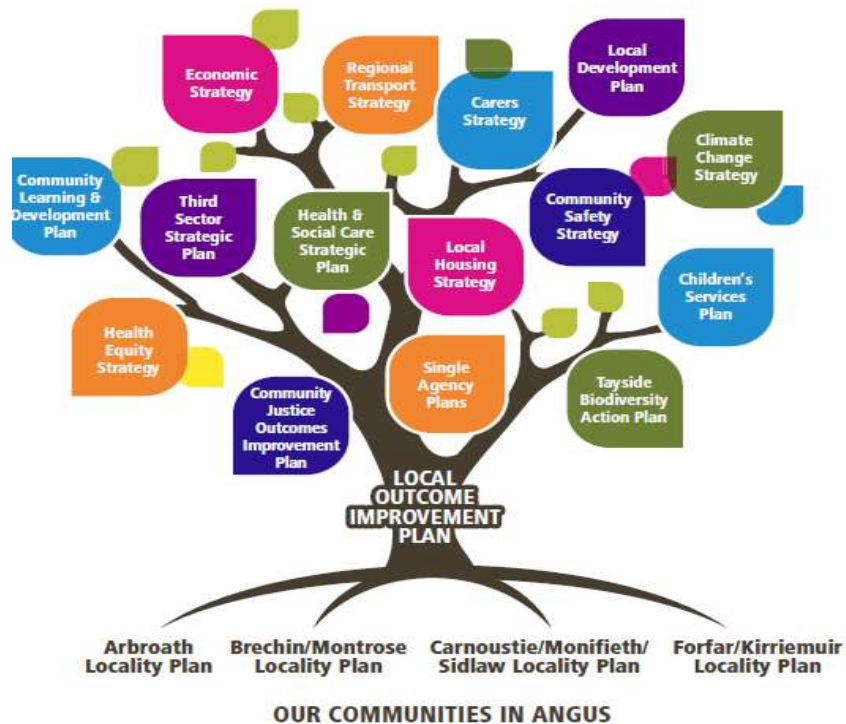 Economic
Strategy
Regional
Transport
Strategy
Carers
Strategy
Local
Development
Plan
Climate
Change
Strategy
Community
Learning &
Development
Plan
Third
Sector
Strategic
Plan
Health &
Social Care
Strategic
Plan
Local
Housing
Strategy
Community
Safety
Strategy
Children's
Services
Plan
Health
Equity
Strategy
Community
Justice
Outcomes
Improvement
Plan
Single
Agency
Plans
Tayside
Biodiversity
Action Plan
LOCAL
OUTCOME
IMPROVEMENT
PLAN
Arbroath
Locality Plan
Brechin/Montrose
Locality Plan
Carnoustie/Monifieth/
Sidlaw Locality Plan
Forfar/Kirriemuir
Locality Plan
OUR COMMUNITIES IN ANGUS